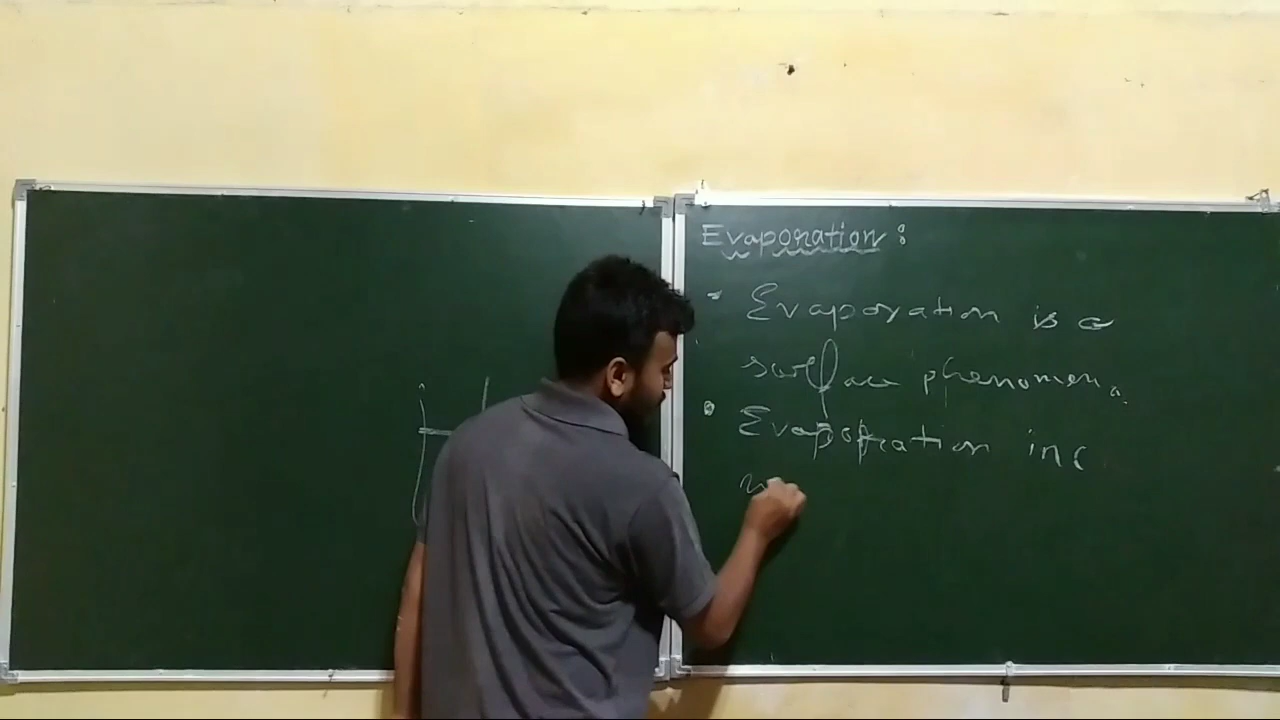 Evaporation :
Evaporation is a
surface phenomena.
Evaporation inc